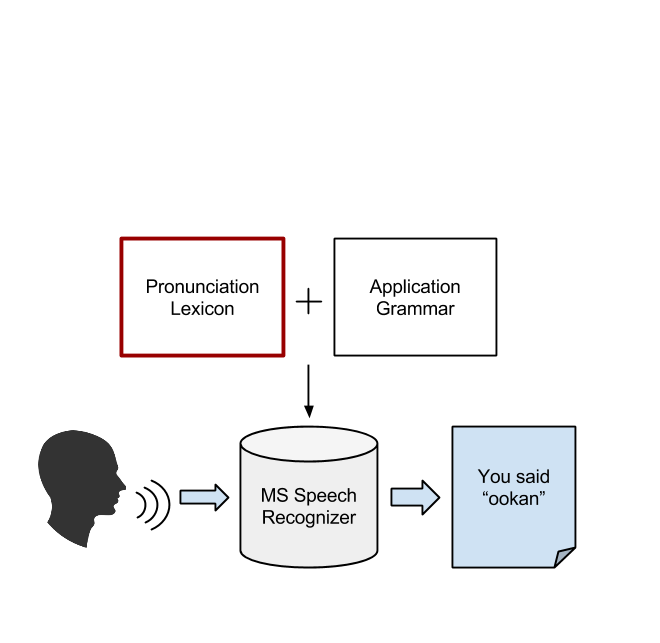 Pronunciation
Lexicon
+
Application
Grammar
MS Speech
Recognizer
You said
“ookan”